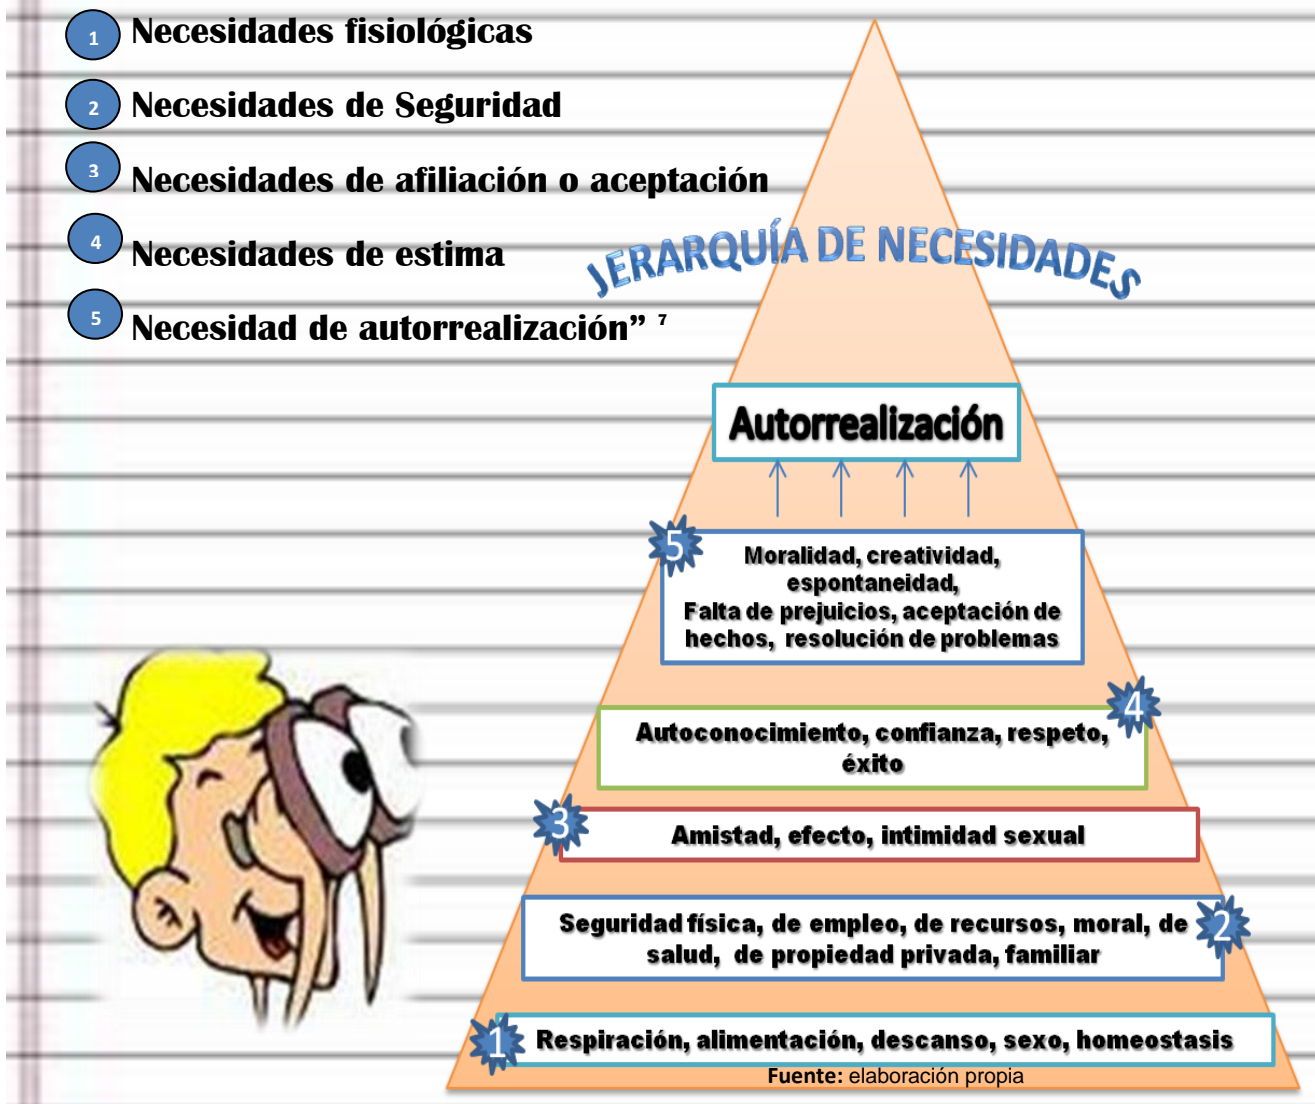 1 Necesidades fisiológicas
2 Necesidades de Seguridad
3 Necesidades de afiliación o aceptación
4 Necesidades de estima
5 Necesidad de autorrealización” 7
JERARQUÍA DE NECESIDADES
Autorrealización
5
Moralidad, creatividad,
espontaneidad,
Falta de prejuicios, aceptación de
hechos, resolución de problemas
4
Autoconocimiento, confianza, respeto,
éxito
3
Amistad, efecto, intimidad sexual
Seguridad física, de empleo, de recursos, moral, de
2
salud, de propiedad privada, familiar
1 Respiración, alimentación, descanso, sexo, homeostasis
Fuente: elaboración propia